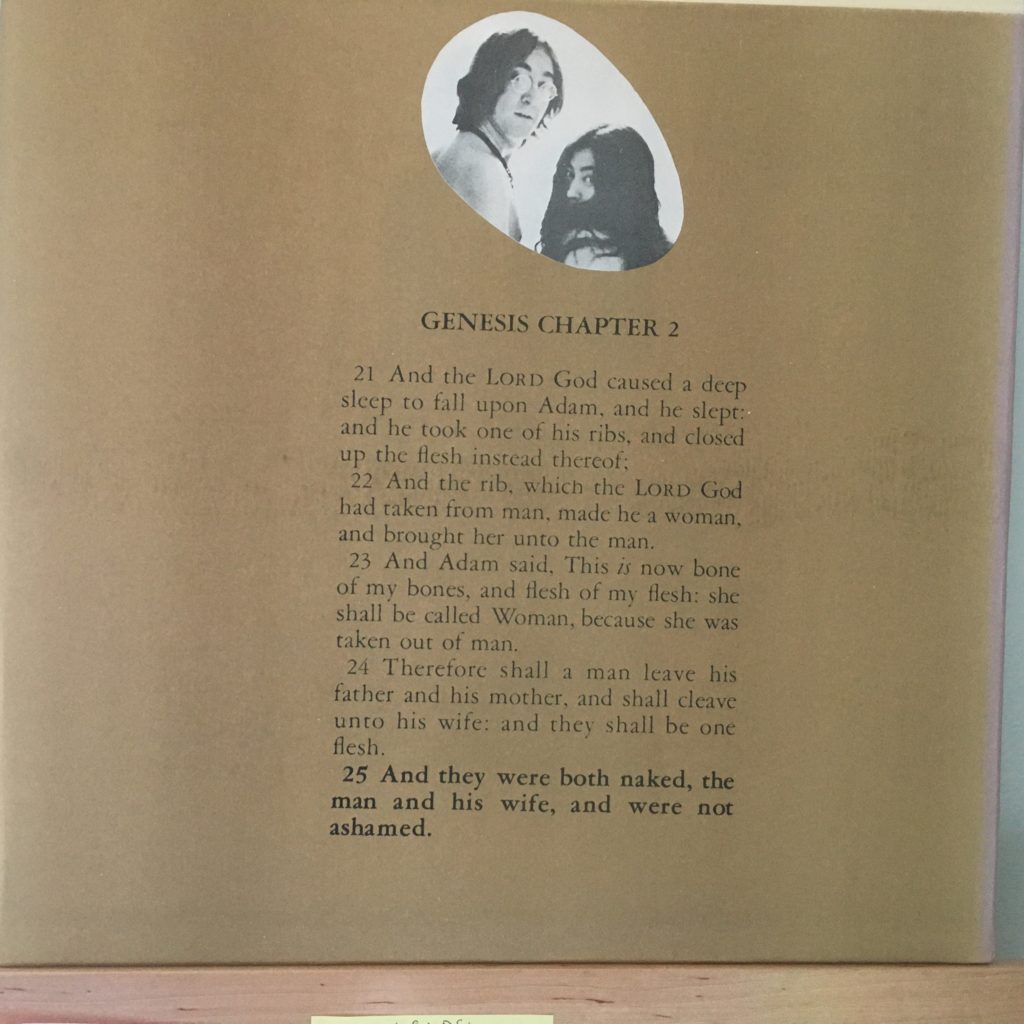 GENESIS CHAPTER 2
21 And the LORD God caused a deep
sleep to fall upon Adam, and he slept:
and he took one of his ribs, and closed
up the flesh instead thereof;
22 And the rib, which the LORD God
had taken from man, made he a woman,
and brought her unto the man.
23 And Adam said, This is now bone
of my bones, and flesh of my flesh: she
shall be called Woman, because she was
taken out of man.
24 Therefore shall a man leave his
father and his mother, and shall cleave
unto his wife: and they shall be one
flesh.
25 And they were both naked, the
man and his wife, and were not
ashamed.